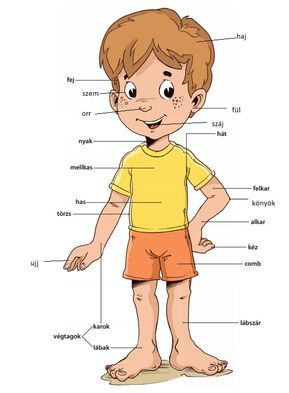 haj
fej
szem
orr
fül
száj
nyak
hát
mellkas
felkar
has
könyök
törzs
alkar
kéz
ujj
comb
karok
lábszár
végtagok
lábak